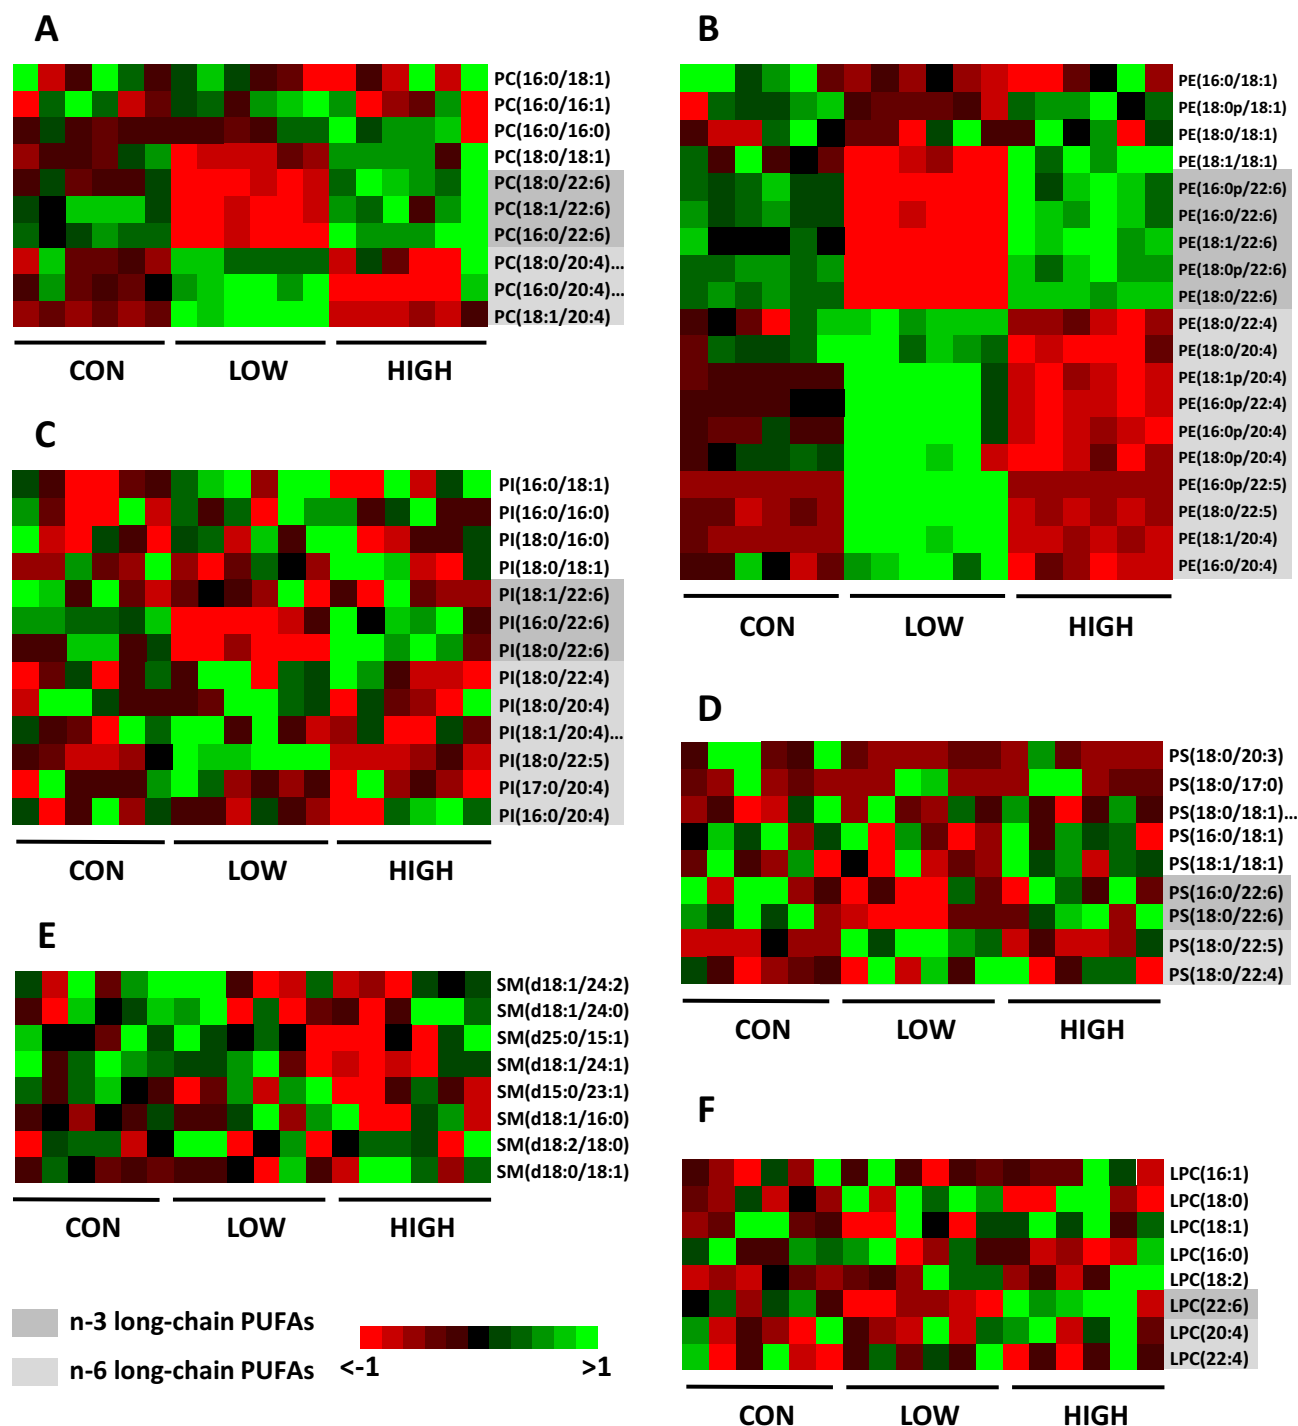 A
PC(16:0/18:1)
PC(16:0/16:1)
PC(16:0/16:0)
PC(18:0/18:1)
PC(18:0/22:6)
PC(18:1/22:6)
PC(16:0/22:6)
PC(18:0/20:4)...
PC(16:0/20:4)...
PC(18:1/20:4)
CON LOW HIGH
B
PE(16:0/18:1)
PE(18:0p/18:1)
PE(18:0/18:1)
PE(18:1/18:1)
PE(16:0p/22:6)
PE(16:0/22:6)
PE(18:1/22:6)
PE(18:0p/22:6)
PE(18:0/22:6)
PE(18:0/22:4)
PE(18:0/20:4)
PE(18:1p/20:4)
PE(16:0p/22:4)
PE(16:0p/20:4)
PE(18:0p/20:4)
PE(16:0p/22:5)
PE(18:0/22:5)
PE(18:1/20:4)
PE(16:0/20:4)
CON LOW HIGH
C
PI(16:0/18:1)
PI(16:0/16:0)
PI(18:0/16:0)
PI(18:0/18:1)
PI(18:1/22:6)
PI(16:0/22:6)
PI(18:0/22:6)
PI(18:0/22:4)
PI(18:0/20:4)
PI(18:1/20:4)...
PI(18:0/22:5)
PI(17:0/20:4)
PI(16:0/20:4)
CON LOW HIGH
D
PS(18:0/20:3)
PS(18:0/17:0)
PS(18:0/18:1)...
PS(16:0/18:1)
PS(18:1/18:1)
PS(16:0/22:6)
PS(18:0/22:6)
PS(18:0/22:5)
PS(18:0/22:4)
CON LOW HIGH
E
SM(d18:1/24:2)
SM(d18:1/24:0)
SM(d25:0/15:1)
SM(d18:1/24:1)
SM(d15:0/23:1)
SM(d18:1/16:0)
SM(d18:2/18:0)
SM(d18:0/18:1)
CON LOW HIGH
F
LPC(16:1)
LPC(18:0)
LPC(18:1)
LPC(16:0)
LPC(18:2)
LPC(22:6)
LPC(20:4)
LPC(22:4)
CON LOW HIGH
n-3 long-chain PUFAs
n-6 long-chain PUFAs
<-1 >1